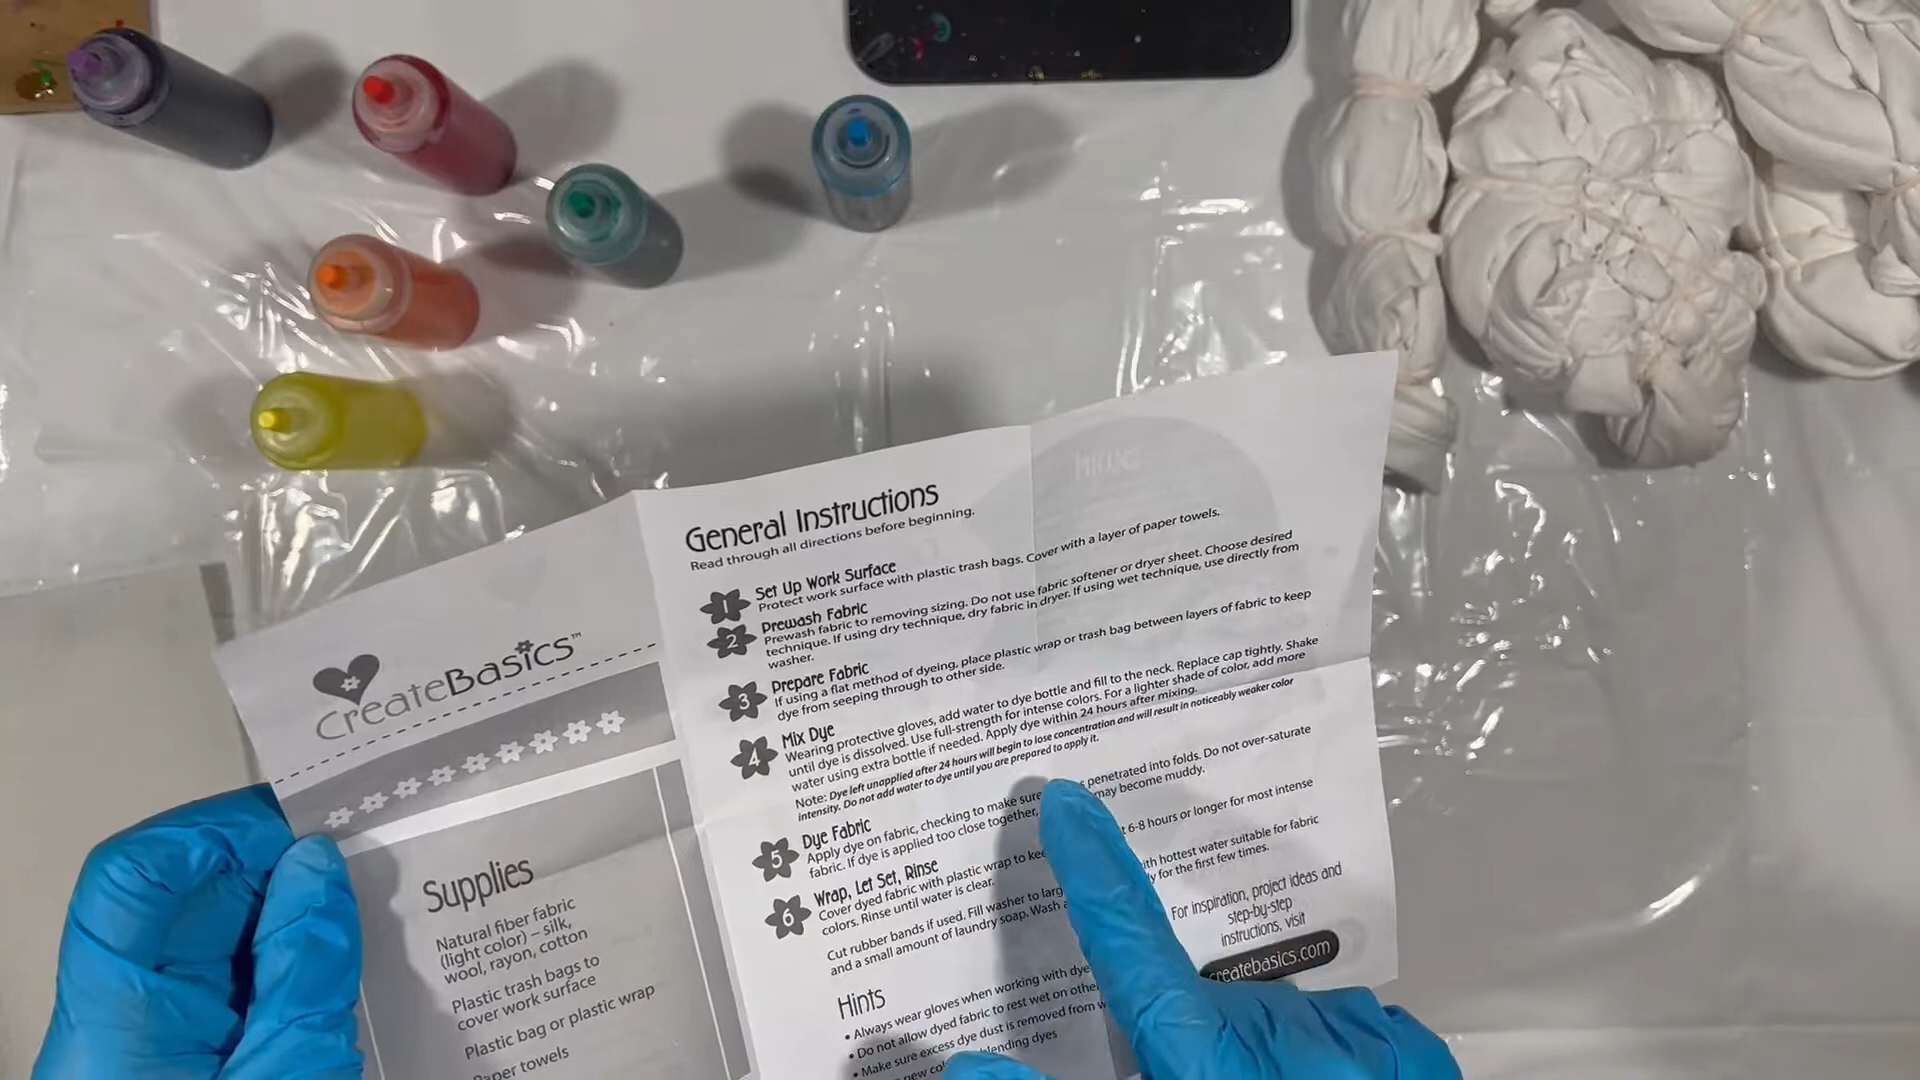 CreateBasics™
Supplies
Natural fiber fabric
(light color) – silk,
wool, rayon, cotton
Plastic trash bags to
cover work surface
Plastic bag or plastic wrap
Paper towels
General Instructions
Read through all directions before beginning.
1 Set Up Work Surface
Protect work surface with plastic trash bags. Cover with a layer of paper towels.
2 Prewash Fabric
Prewash fabric to removing sizing. Do not use fabric softener or dryer sheet. Choose desired
technique. If using dry technique, dry fabric in dryer. If using wet technique, use directly from
washer.
3 Prepare Fabric
If using a flat method of dyeing, place plastic wrap or trash bag between layers of fabric to keep
dye from seeping through to other side.
4 Mix Dye
Wearing protective gloves, add water to dye bottle and fill to the neck. Replace cap tightly. Shake
until dye is dissolved. Use full-strength for intense colors. For a lighter shade of color, add more
water using extra bottle if needed. Apply dye within 24 hours after mixing.
Note: Dye left unapplied after 24 hours will begin to lose concentration and will result in noticeably weaker color
intensity. Do not add water to dye until you are prepared to apply it.
5 Dye Fabric
Apply dye on fabric, checking to make sure penetrated into folds. Do not over-saturate
fabric. If dye is applied too close together, may become muddy.
6 Wrap, Let Set, Rinse
Cover dyed fabric with plastic wrap to 6-8 hours or longer for most intense
colors. Rinse until water is clear.
Cut rubber bands if used. Fill washer to hottest water suitable for fabric
and a small amount of laundry soap. Wash for the first few times.
Hints
• Always wear gloves when working with dye
• Do not allow dyed fabric to rest wet on
• Make sure excess dye dust is removed from
new blending dyes
For inspiration, project ideas and
step-by-step
instructions, visit
createbasics.com